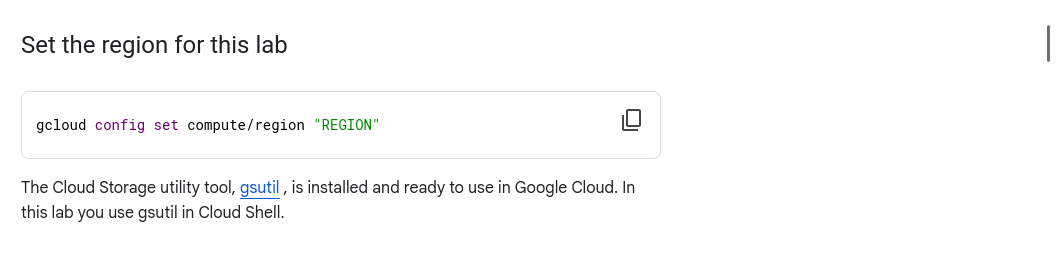 Set the region for this lab
gcloud config set compute/region "REGION"
The Cloud Storage utility tool, gsutil , is installed and ready to use in Google Cloud. In
this lab you use gsutil in Cloud Shell.